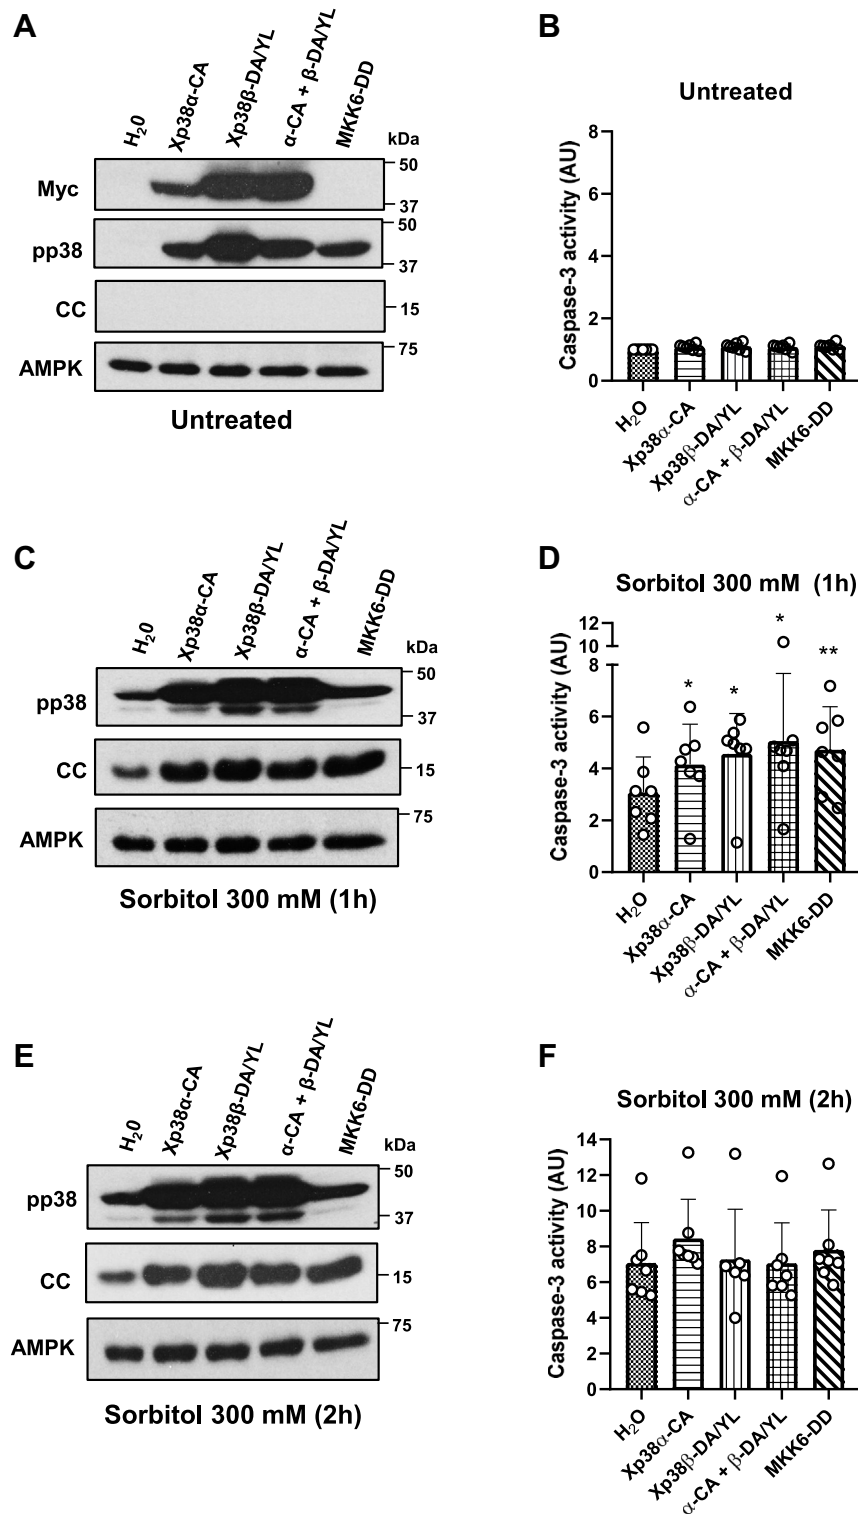 A
H₂0
Xp38α-CA
Xp38β-DA/YL
α-CA + β-DA/YL
MKK6-DD
kDa
Myc
50
37
pp38
50
37
CC
15
AMPK
75
Untreated
B
Untreated
Caspase-3 activity (AU)
8
6
4
2
0
H₂O
Xp38α-CA
Xp38β-DA/YL
α-CA + β-DA/YL
MKK6-DD
C
H₂0
Xp38α-CA
Xp38β-DA/YL
α-CA + β-DA/YL
MKK6-DD
kDa
pp38
50
37
CC
15
AMPK
75
Sorbitol 300 mM (1h)
D
Sorbitol 300 mM (1h)
Caspase-3 activity (AU)
12
10
8
6
4
2
0
*
*
*
**
H₂O
Xp38α-CA
Xp38β-DA/YL
α-CA + β-DA/YL
MKK6-DD
E
H₂0
Xp38α-CA
Xp38β-DA/YL
α-CA + β-DA/YL
MKK6-DD
kDa
pp38
50
37
CC
15
AMPK
75
Sorbitol 300 mM (2h)
F
Sorbitol 300 mM (2h)
Caspase-3 activity (AU)
14
12
10
8
6
4
2
0
H₂O
Xp38α-CA
Xp38β-DA/YL
α-CA + β-DA/YL
MKK6-DD